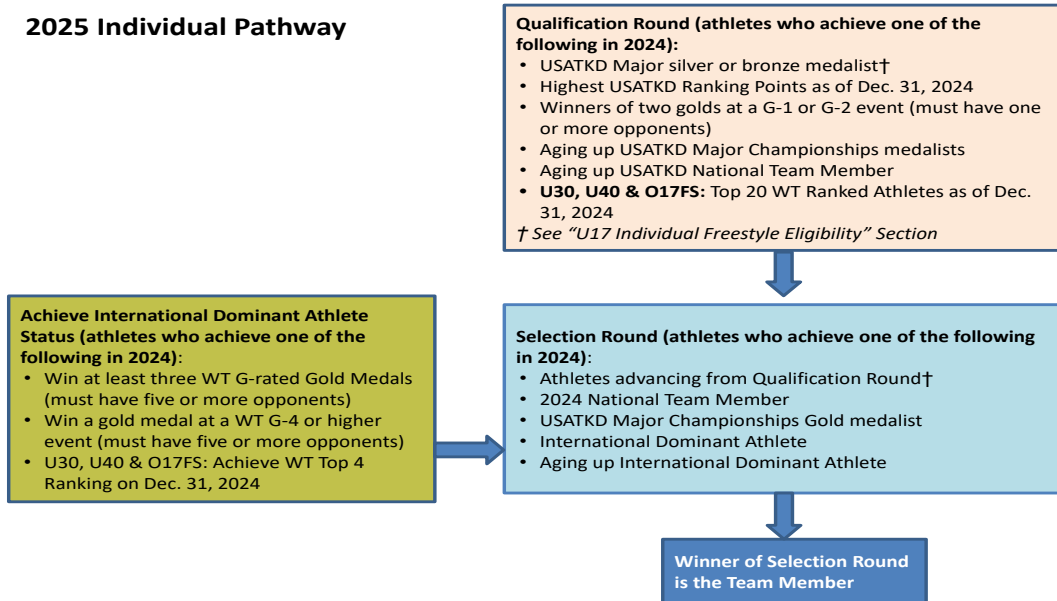 2025 Individual Pathway
Qualification Round (athletes who achieve one of the
following in 2024):
• USATKD Major silver or bronze medalist†
• Highest USATKD Ranking Points as of Dec. 31, 2024
• Winners of two golds at a G-1 or G-2 event (must have one
or more opponents)
• Aging up USATKD Major Championships medalists
• Aging up USATKD National Team Member
• U30, U40 & O17FS: Top 20 WT Ranked Athletes as of Dec.
31, 2024
† See “U17 Individual Freestyle Eligibility” Section
Achieve International Dominant Athlete
Status (athletes who achieve one of the
following in 2024):
• Win at least three WT G-rated Gold Medals
(must have five or more opponents)
• Win a gold medal at a WT G-4 or higher
event (must have five or more opponents)
• U30, U40 & O17FS: Achieve WT Top 4
Ranking on Dec. 31, 2024
Selection Round (athletes who achieve one of the following
in 2024):
• Athletes advancing from Qualification Round†
• 2024 National Team Member
• USATKD Major Championships Gold medalist
• International Dominant Athlete
• Aging up International Dominant Athlete
Winner of Selection Round
is the Team Member